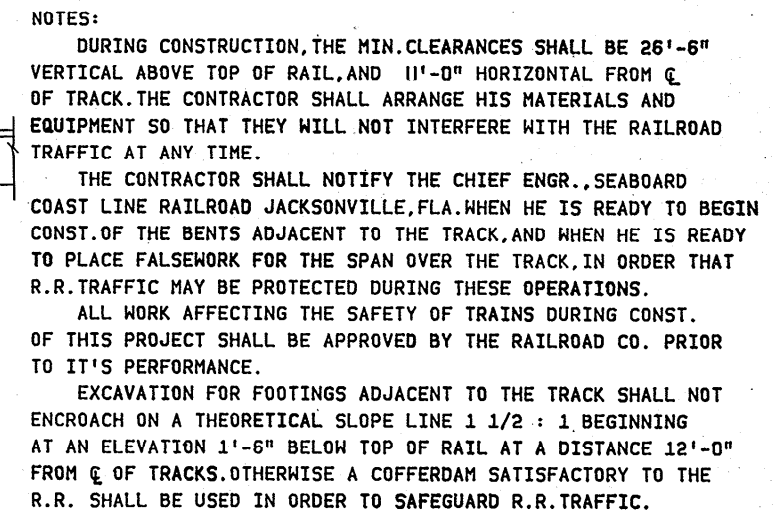 NOTES:
DURING CONSTRUCTION,THE MIN.CLEARANCES SHALL BE 26'-6"
VERTICAL ABOVE TOP OF RAIL,AND 11'-0" HORIZONTAL FROM ℄
OF TRACK.THE CONTRACTOR SHALL ARRANGE HIS MATERIALS AND
EQUIPMENT SO THAT THEY WILL NOT INTERFERE WITH THE RAILROAD
TRAFFIC AT ANY TIME.
THE CONTRACTOR SHALL NOTIFY THE CHIEF ENGR.,SEABOARD
COAST LINE RAILROAD JACKSONVILLE,FLA.WHEN HE IS READY TO BEGIN
CONST.OF THE BENTS ADJACENT TO THE TRACK,AND WHEN HE IS READY
TO PLACE FALSEWORK FOR THE SPAN OVER THE TRACK,IN ORDER THAT
R.R.TRAFFIC MAY BE PROTECTED DURING THESE OPERATIONS.
ALL WORK AFFECTING THE SAFETY OF TRAINS DURING CONST.
OF THIS PROJECT SHALL BE APPROVED BY THE RAILROAD CO. PRIOR
TO IT'S PERFORMANCE.
EXCAVATION FOR FOOTINGS ADJACENT TO THE TRACK SHALL NOT
ENCROACH ON A THEORETICAL SLOPE LINE 1 1/2 : 1 BEGINNING
AT AN ELEVATION 1'-6" BELOW TOP OF RAIL AT A DISTANCE 12'-0"
FROM ℄ OF TRACKS.OTHERWISE A COFFERDAM SATISFACTORY TO THE
R.R. SHALL BE USED IN ORDER TO SAFEGUARD R.R.TRAFFIC.